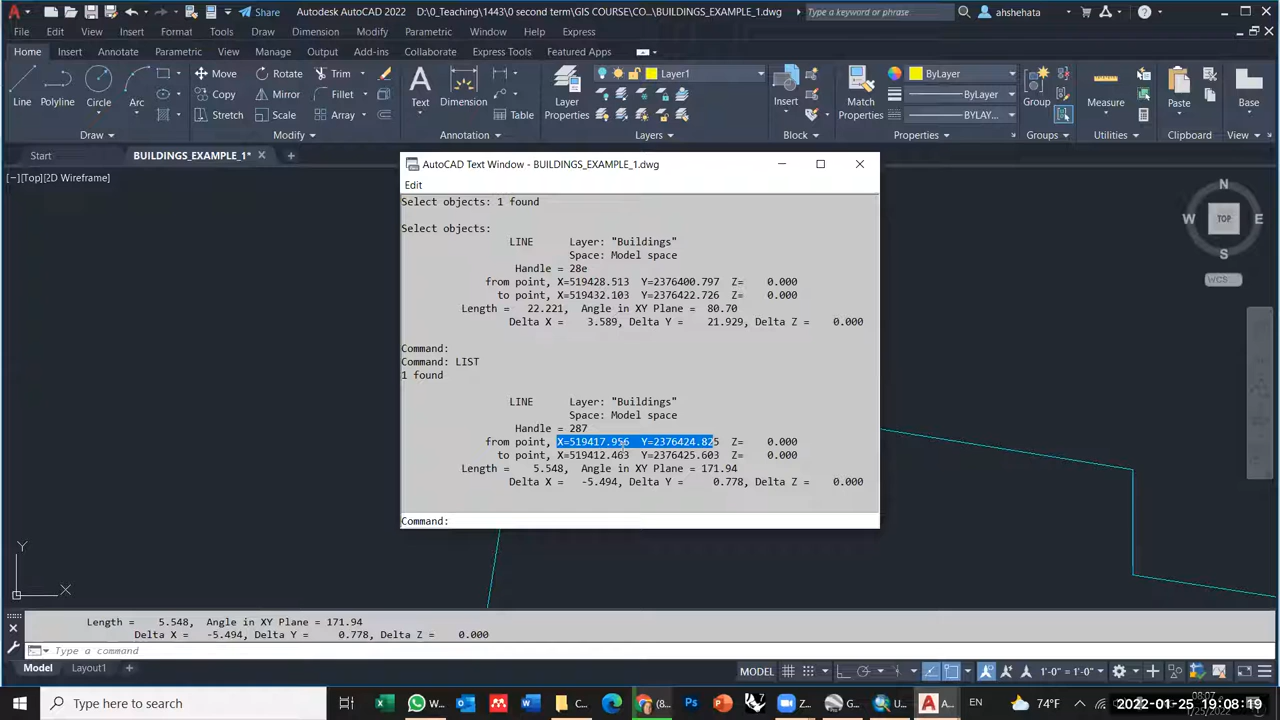 Share Autodesk AutoCAD 2022 D:\0_Teaching\1443\0 second term\GIS COURSE\CO...\BUILDINGS_EXAMPLE_1.dwg Type a keyword or phrase ahshehata
File Edit View Insert Format Tools Draw Dimension Modify Parametric Window Help Express
Home Insert Annotate Parametric View Manage Output Add-ins Collaborate Express Tools Featured Apps
Move Rotate Trim Layer1 ByLayer
Line Polyline Circle Arc Copy Mirror Fillet Text Dimension Layer Properties Insert Match Properties ByLayer Group Measure Paste Base
Stretch Scale Array Table BYLAY...
Draw Modify Annotation Layers Block Properties Groups Utilities Clipboard View
Start BUILDINGS_EXAMPLE_1*
[−][Top][2D Wireframe]
AutoCAD Text Window - BUILDINGS_EXAMPLE_1.dwg
Edit
Select objects: 1 found
Select objects:
LINE Layer: "Buildings"
Space: Model space
Handle = 28e
from point, X=519428.513 Y=2376400.797 Z= 0.000
to point, X=519432.103 Y=2376422.726 Z= 0.000
Length = 22.221, Angle in XY Plane = 80.70
Delta X = 3.589, Delta Y = 21.929, Delta Z = 0.000
Command:
Command: LIST
1 found
LINE Layer: "Buildings"
Space: Model space
Handle = 287
from point, X=519417.956 Y=2376424.825 Z= 0.000
to point, X=519412.463 Y=2376425.603 Z= 0.000
Length = 5.548, Angle in XY Plane = 171.94
Delta X = -5.494, Delta Y = 0.778, Delta Z = 0.000
Command:
N
W TOP E
S
WCS
Y
X
Length = 5.548, Angle in XY Plane = 171.94
Delta X = -5.494, Delta Y = 0.778, Delta Z = 0.000
Type a command
Model Layout1 MODEL 1'-0" = 1'-0"
Type here to search W... O... C... (8... Z... G... U... A... 74°F EN
2022-01-25 19:08:19